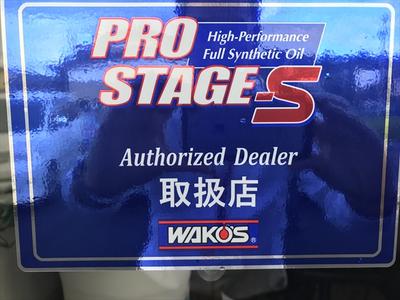 PRO
High-Performance
Full Synthetic Oil
STAGE-S
Authorized Dealer
取扱店
WAKO'S®